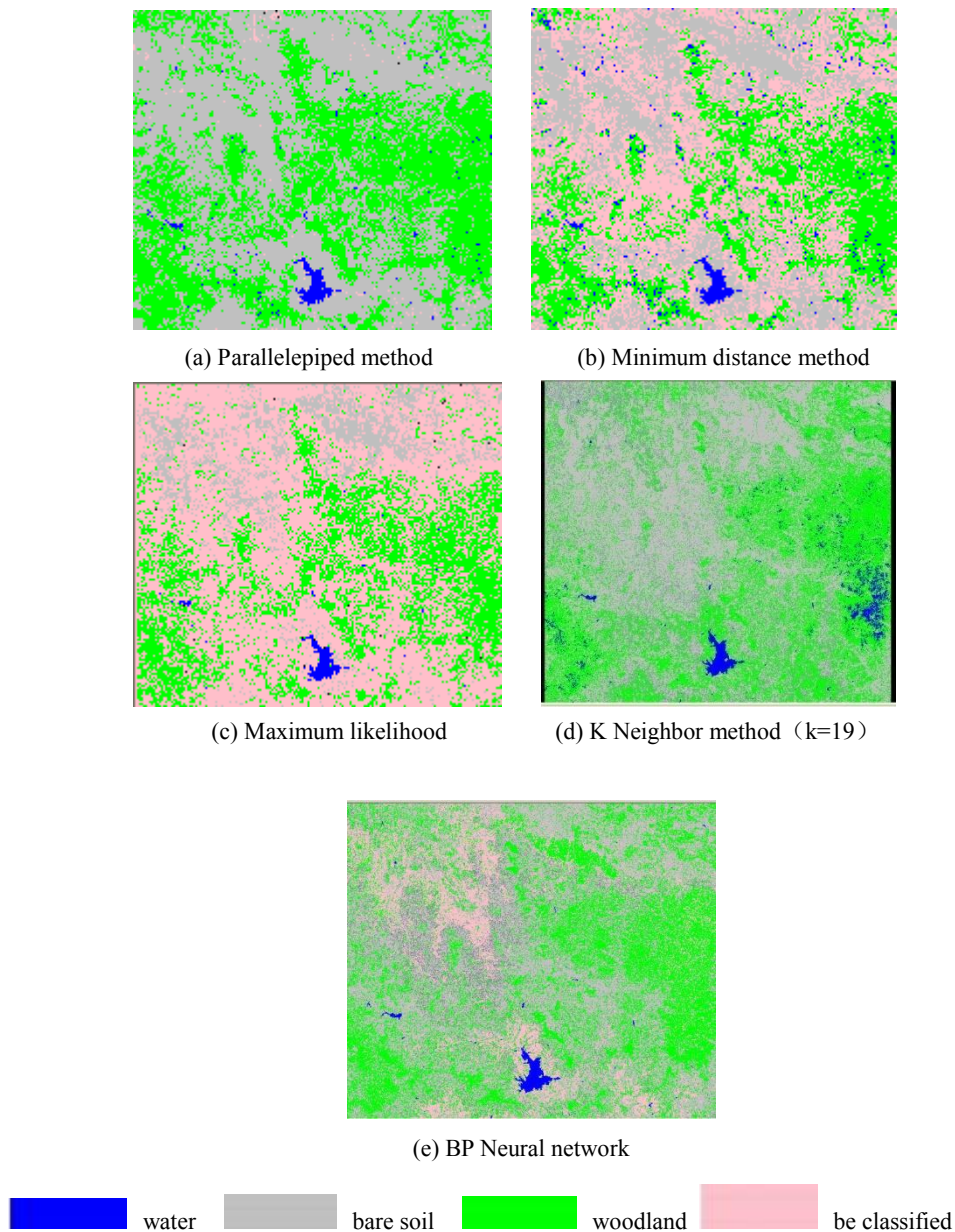 (a) Parallelepiped method
(b) Minimum distance method
(c) Maximum likelihood
(d) K Neighbor method（k=19）
(e) BP Neural network
water bare soil woodland be classified